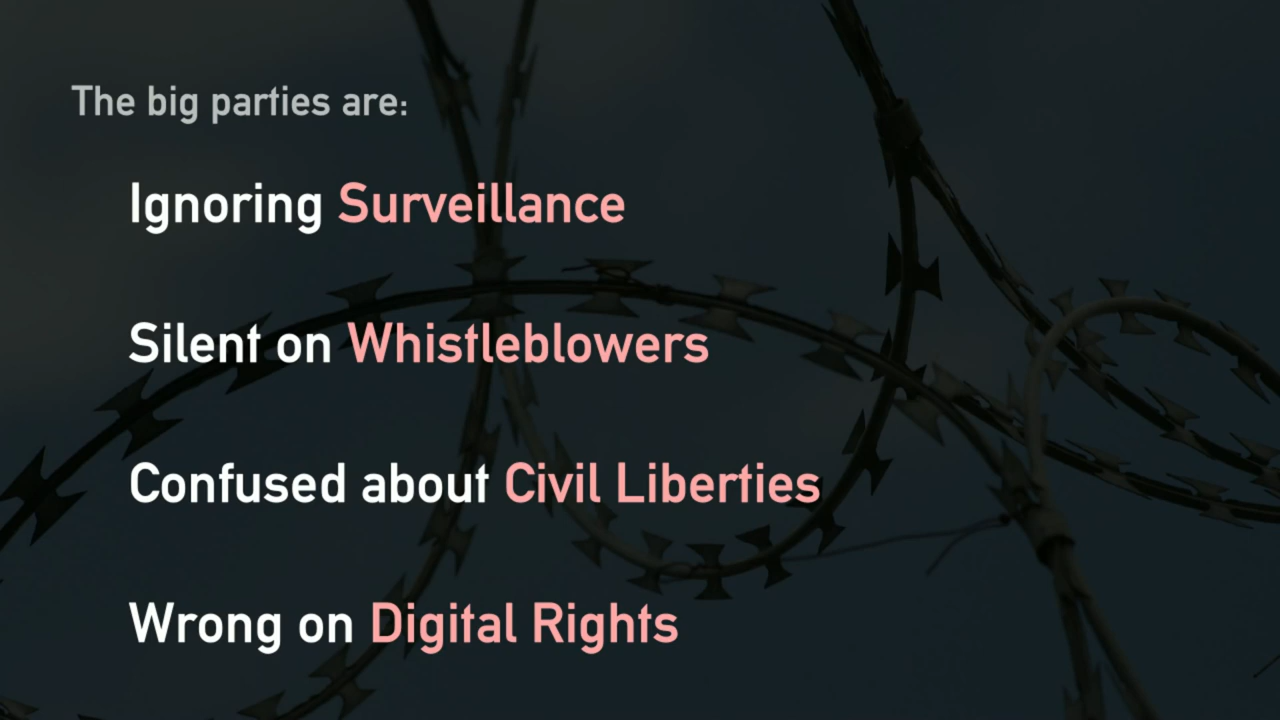 The big parties are:
Ignoring Surveillance
Silent on Whistleblowers
Confused about Civil Liberties
Wrong on Digital Rights